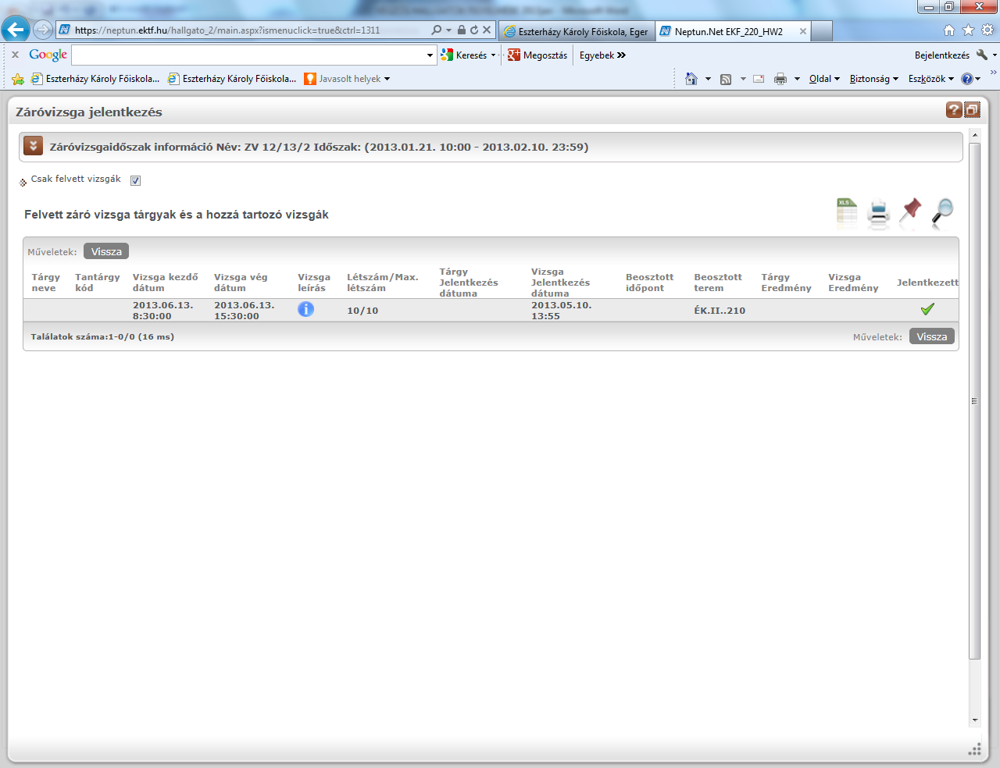 https://neptun.ektf.hu/hallgato_2/main.aspx?ismenuclick=true&ctrl=1311
Eszterházy Károly Főiskola, Eger
Neptun.Net EKF_220_HW2
Google
Keresés
Megosztás
Egyebek
Bejelentkezés
Eszterházy Károly Főiskola...
Eszterházy Károly Főiskola...
Javasolt helyek
Oldal
Biztonság
Eszközök
Záróvizsga jelentkezés
Záróvizsgaidőszak információ Név: ZV 12/13/2 Időszak: (2013.01.21. 10:00 - 2013.02.10. 23:59)
Csak felvett vizsgák
Felvett záró vizsga tárgyak és a hozzá tartozó vizsgák
XLS
Műveletek: Vissza
Tárgy neve
Tantárgy kód
Vizsga kezdő dátum
Vizsga vég dátum
Vizsga leírás
Létszám/Max. létszám
Tárgy Jelentkezés dátuma
Vizsga Jelentkezés dátuma
Beosztott időpont
Beosztott terem
Tárgy Eredmény
Vizsga Eredmény
Jelentkezett
2013.06.13. 8:30:00
2013.06.13. 15:30:00
10/10
2013.05.10. 13:55
ÉK.II..210
Találatok száma:1-0/0 (16 ms)
Műveletek: Vissza